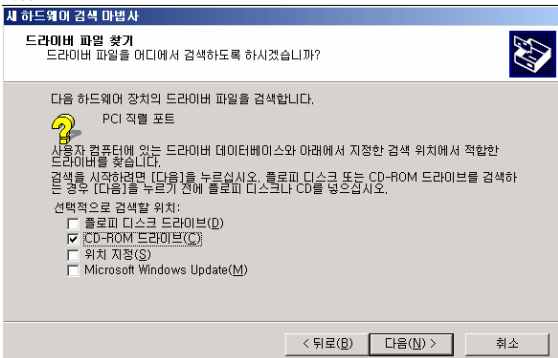 새 하드웨어 검색 마법사
드라이버 파일 찾기
드라이버 파일을 어디에서 검색하도록 하시겠습니까?
다음 하드웨어 장치의 드라이버 파일을 검색합니다.
PCI 직렬 포트
사용자 컴퓨터에 있는 드라이버 데이터베이스와 아래에서 지정한 검색 위치에서 적합한
드라이버를 찾습니다.
검색을 시작하려면 [다음]을 누르십시오. 플로피 디스크 또는 CD-ROM 드라이브를 검색하
는 경우 [다음]을 누르기 전에 플로피 디스크나 CD를 넣으십시오.
선택적으로 검색할 위치:
플로피 디스크 드라이브(D)
CD-ROM 드라이브(C)
위치 지정(S)
Microsoft Windows Update(M)
< 뒤로(B) 다음(N) > 취소